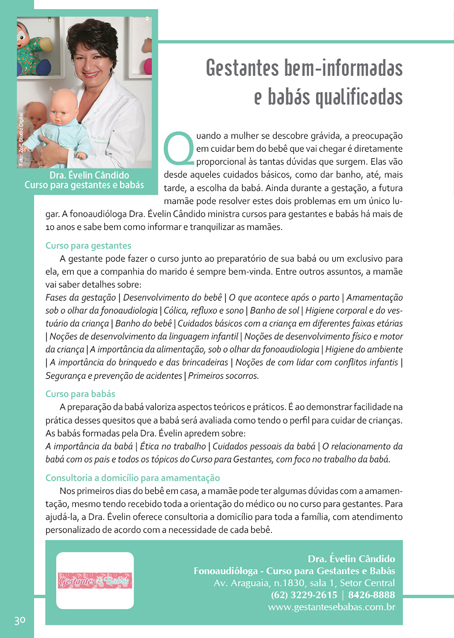 Dra. Évelin Cândido
Curso para gestantes e babás
Gestantes bem-informadas
e babás qualificadas
Quando a mulher se descobre grávida, a preocupação
em cuidar bem do bebê que vai chegar é diretamente
proporcional às tantas dúvidas que surgem. Elas vão
desde aqueles cuidados básicos, como dar banho, até, mais
tarde, a escolha da babá. Ainda durante a gestação, a futura
mamãe pode resolver estes dois problemas em um único lu-
gar. A fonoaudióloga Dra. Évelin Cândido ministra cursos para gestantes e babás há mais de
10 anos e sabe bem como informar e tranquilizar as mamães.
Curso para gestantes
A gestante pode fazer o curso junto ao preparatório de sua babá ou um exclusivo para
ela, em que a companhia do marido é sempre bem-vinda. Entre outros assuntos, a mamãe
vai saber detalhes sobre:
Fases da gestação | Desenvolvimento do bebê | O que acontece após o parto | Amamentação
sob o olhar da fonoaudiologia | Cólica, refluxo e sono | Banho de sol | Higiene corporal e do ves-
tuário da criança | Banho do bebê | Cuidados básicos com a criança em diferentes faixas etárias
| Noções de desenvolvimento da linguagem infantil | Noções de desenvolvimento físico e motor
da criança | A importância da alimentação, sob o olhar da fonoaudiologia | Higiene do ambiente
| A importância do brinquedo e das brincadeiras | Noções de com lidar com conflitos infantis |
Segurança e prevenção de acidentes | Primeiros socorros.
Curso para babás
A preparação da babá valoriza aspectos teóricos e práticos. É ao demonstrar facilidade na
prática desses quesitos que a babá será avaliada como tendo o perfil para cuidar de crianças.
As babás formadas pela Dra. Évelin apredem sobre:
A importância da babá | Ética no trabalho | Cuidados pessoais da babá | O relacionamento da
babá com os pais e todos os tópicos do Curso para Gestantes, com foco no trabalho da babá.
Consultoria a domicílio para amamentação
Nos primeiros dias do bebê em casa, a mamãe pode ter algumas dúvidas com a amamen-
tação, mesmo tendo recebido toda a orientação do médico ou no curso para gestantes. Para
ajudá-la, a Dra. Évelin oferece consultoria a domicílio para toda a família, com atendimento
personalizado de acordo com a necessidade de cada bebê.
Gestantes & Babás
Dra. Évelin Cândido
Fonoaudióloga - Curso para Gestantes e Babás
Av. Araguaia, n.1830, sala 1, Setor Central
(62) 3229-2615 | 8426-8888
www.gestantesebabas.com.br
30